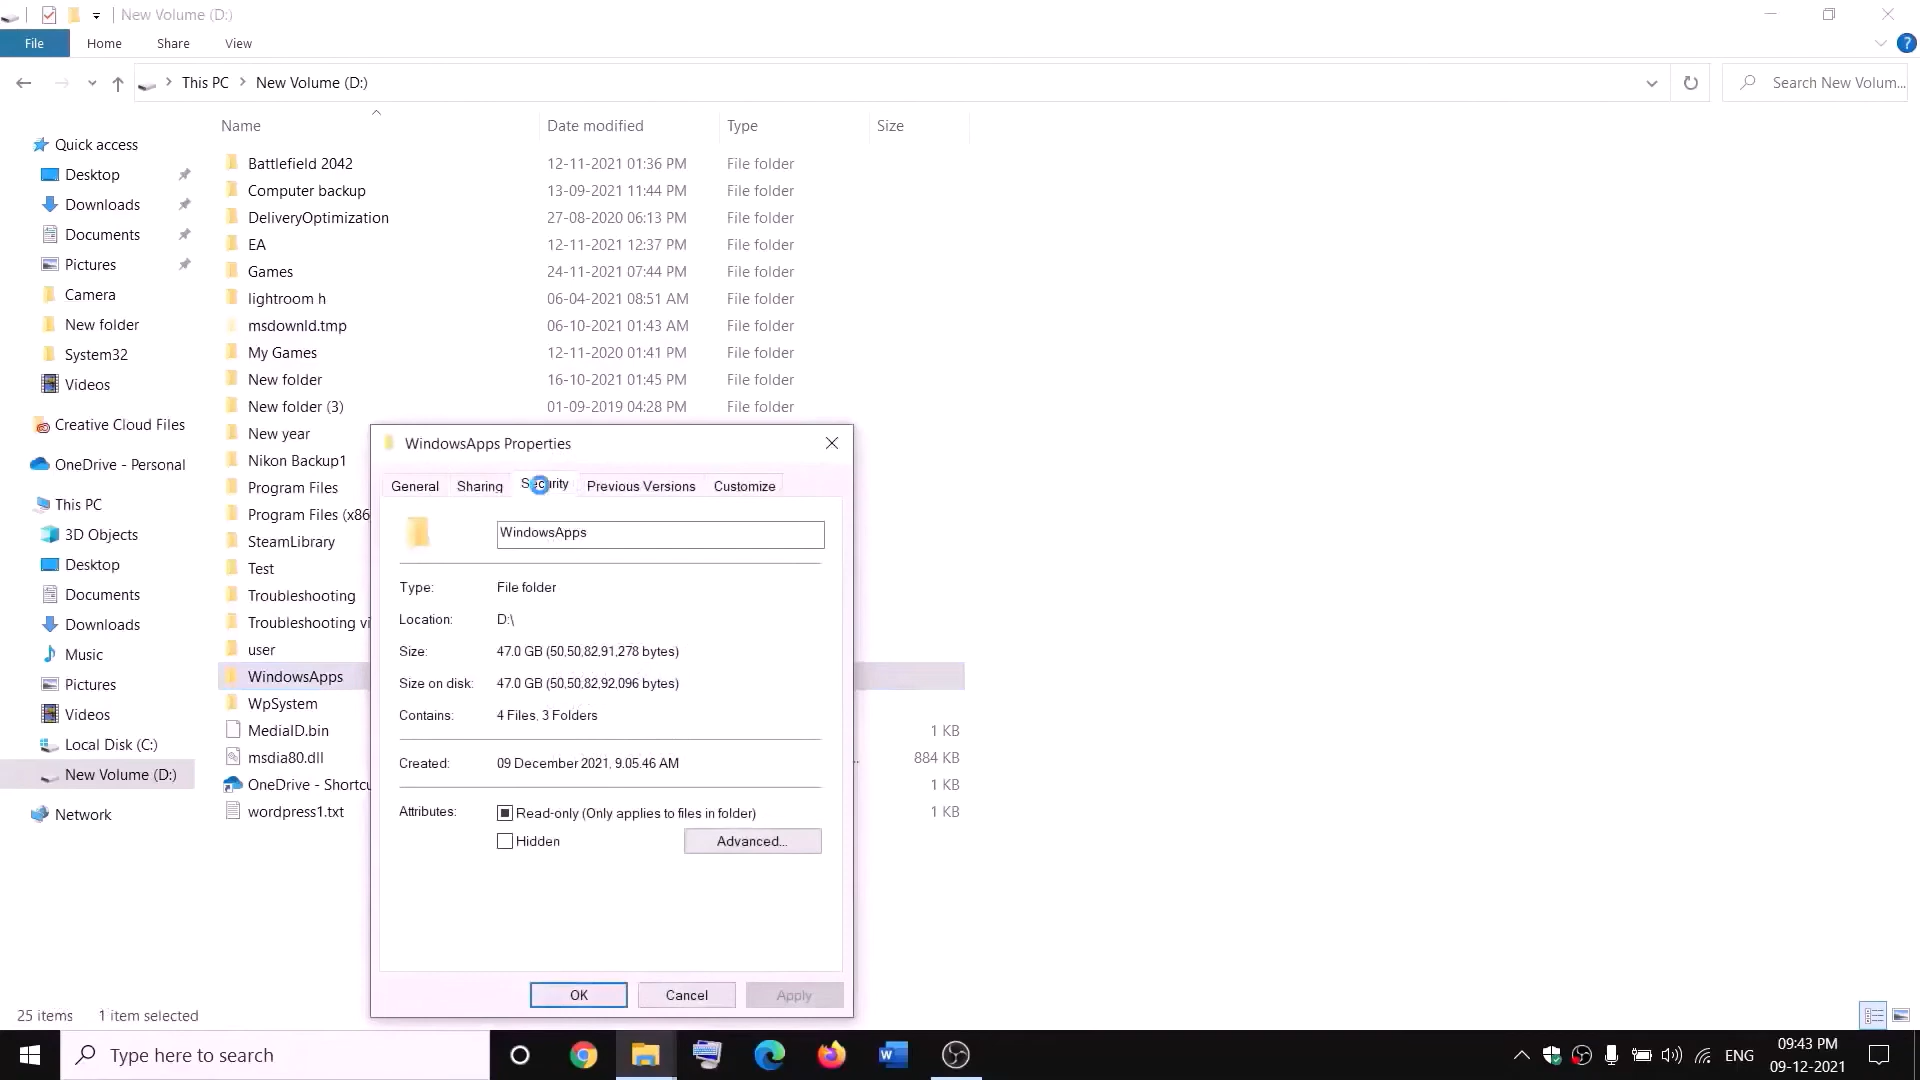 New Volume (D:)
File Home Share View
This PC New Volume (D:) Search New Volum...
Name Date modified Type Size
Quick access
Desktop
Downloads
Documents
Pictures
Camera
New folder
System32
Videos
Creative Cloud Files
OneDrive - Personal
This PC
3D Objects
Desktop
Documents
Downloads
Music
Pictures
Videos
Local Disk (C:)
New Volume (D:)
Network
Battlefield 2042 12-11-2021 01:36 PM File folder
Computer backup 13-09-2021 11:44 PM File folder
DeliveryOptimization 27-08-2020 06:13 PM File folder
EA 12-11-2021 12:37 PM File folder
Games 24-11-2021 07:44 PM File folder
lightroom h 06-04-2021 08:51 AM File folder
msdownld.tmp 06-10-2021 01:43 AM File folder
My Games 12-11-2020 01:41 PM File folder
New folder 16-10-2021 01:45 PM File folder
New folder (3) 01-09-2019 04:28 PM File folder
New year
Nikon Backup1
Program Files
Program Files (x86
SteamLibrary
Test
Troubleshooting
Troubleshooting vi
user
WindowsApps
WpSystem
MediaID.bin 1 KB
msdia80.dll 884 KB
OneDrive - Shortcu 1 KB
wordpress1.txt 1 KB
WindowsApps Properties
General Sharing Security Previous Versions Customize
WindowsApps
Type: File folder
Location: D:\
Size: 47.0 GB (50,50,82,91,278 bytes)
Size on disk: 47.0 GB (50,50,82,92,096 bytes)
Contains: 4 Files, 3 Folders
Created: 09 December 2021, 9.05.46 AM
Attributes: Read-only (Only applies to files in folder)
Hidden Advanced...
OK Cancel Apply
25 items 1 item selected
Type here to search
ENG
09:43 PM
09-12-2021